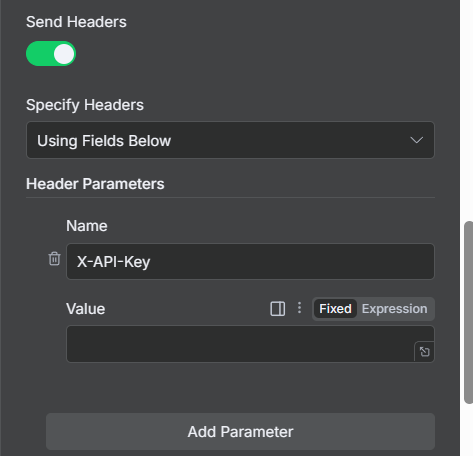 Send Headers
Specify Headers
Using Fields Below
Header Parameters
Name
X-API-Key
Value
Fixed Expression
Add Parameter